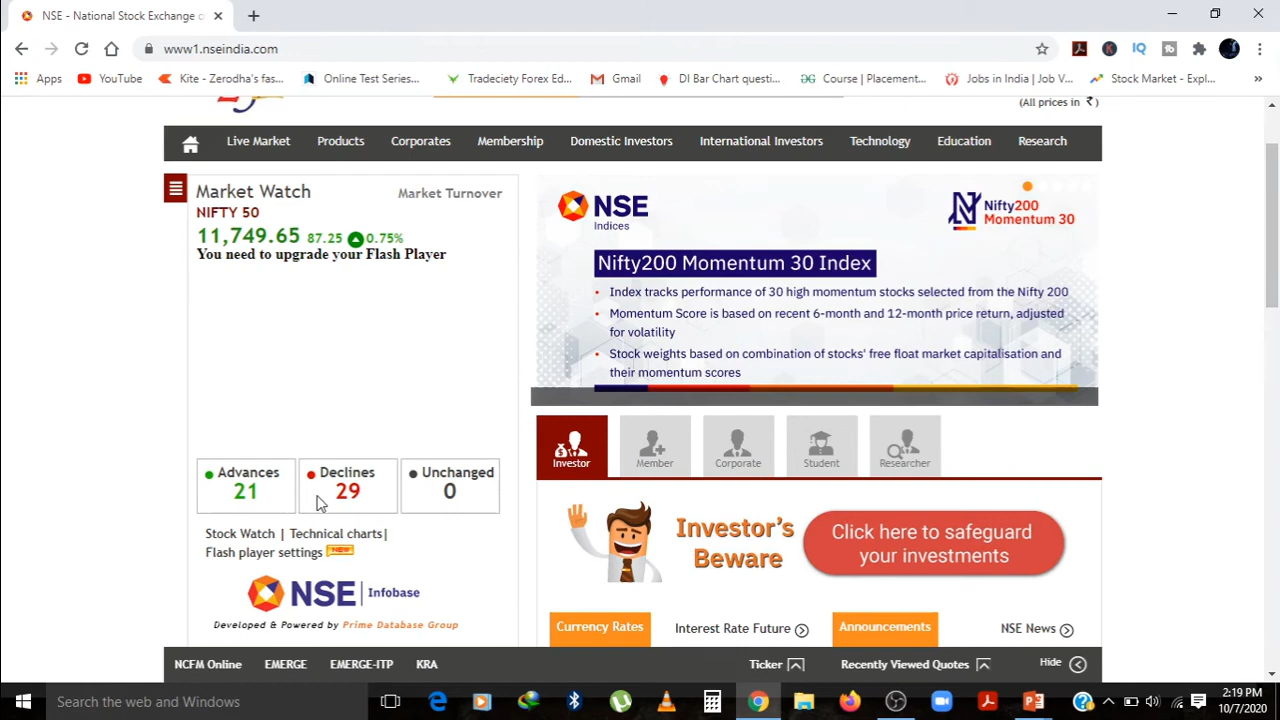 NSE - National Stock Exchange o
www1.nseindia.com
Apps YouTube Kite - Zerodha's fas... Online Test Series... Tradeciety Forex Ed... Gmail DI Bar Chart questi... Course | Placement... Jobs in India | Job V... Stock Market - Expl...
(All prices in ₹ )
Live Market Products Corporates Membership Domestic Investors International Investors Technology Education Research
Market Watch Market Turnover
NIFTY 50
11,749.65 87.25 0.75%
You need to upgrade your Flash Player
NSE
Indices
Nifty200
Momentum 30
Nifty200 Momentum 30 Index
• Index tracks performance of 30 high momentum stocks selected from the Nifty 200
• Momentum Score is based on recent 6-month and 12-month price return, adjusted
for volatility
• Stock weights based on combination of stocks' free float market capitalisation and
their momentum scores
Investor Member Corporate Student Researcher
Advances Declines Unchanged
21 29 0
Stock Watch | Technical charts|
Flash player settings NEW
NSE Infobase
Developed & Powered by Prime Database Group
Investor's
Beware
Click here to safeguard
your investments
Currency Rates Interest Rate Future Announcements NSE News
NCFM Online EMERGE EMERGE-ITP KRA Ticker Recently Viewed Quotes Hide
Search the web and Windows
2:19 PM
10/7/2020